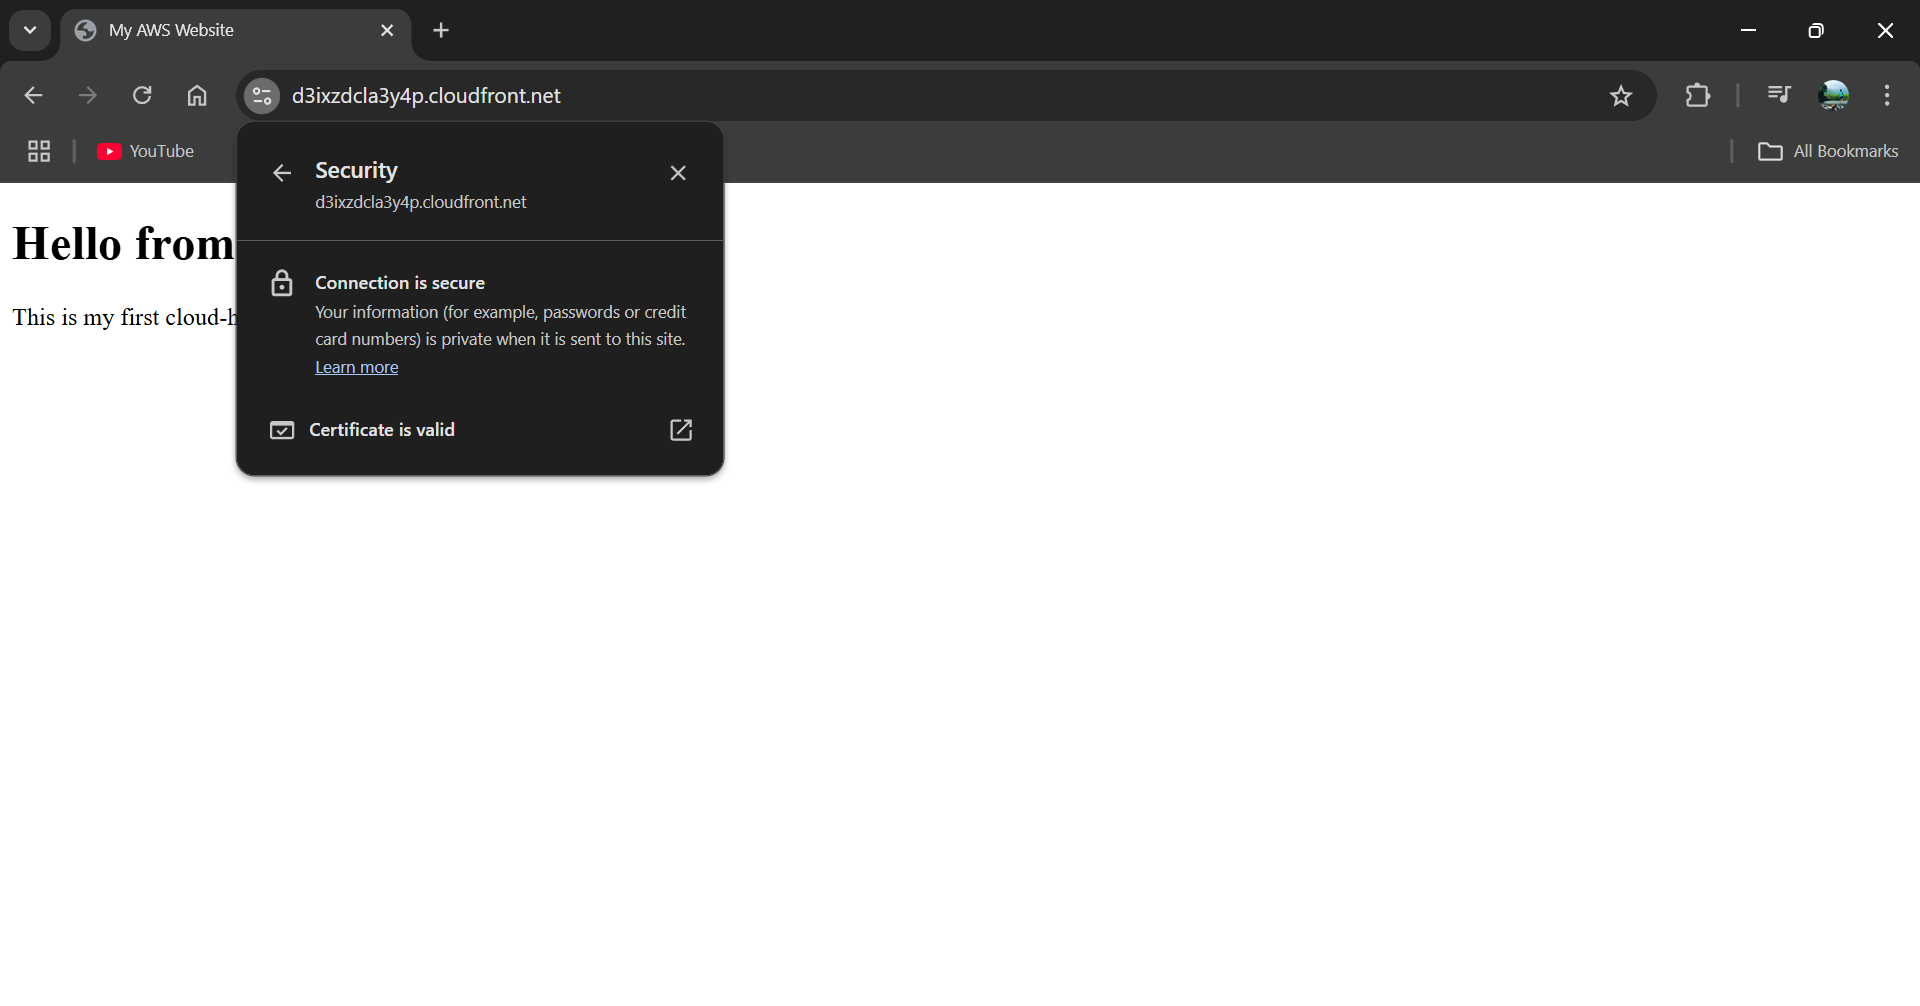 My AWS Website
d3ixzdcla3y4p.cloudfront.net
YouTube
All Bookmarks
Security
d3ixzdcla3y4p.cloudfront.net
Connection is secure
Your information (for example, passwords or credit
card numbers) is private when it is sent to this site.
Learn more
Certificate is valid
Hello from
This is my first cloud-